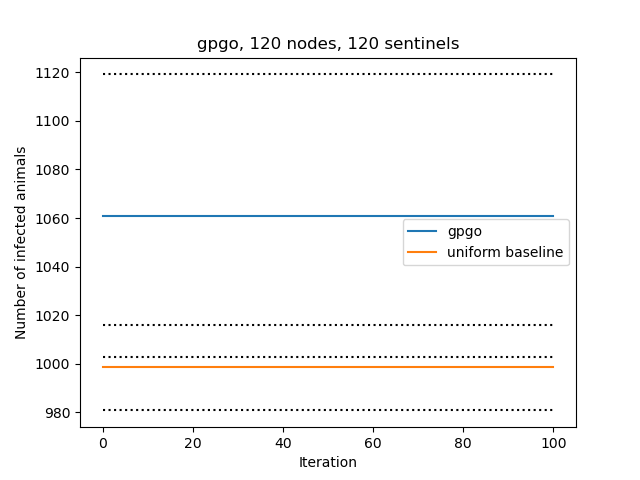 gpgo, 120 nodes, 120 sentinels
Number of infected animals
1120
1100
1080
1060
1040
1020
1000
980
gpgo
uniform baseline
0 20 40 60 80 100
Iteration